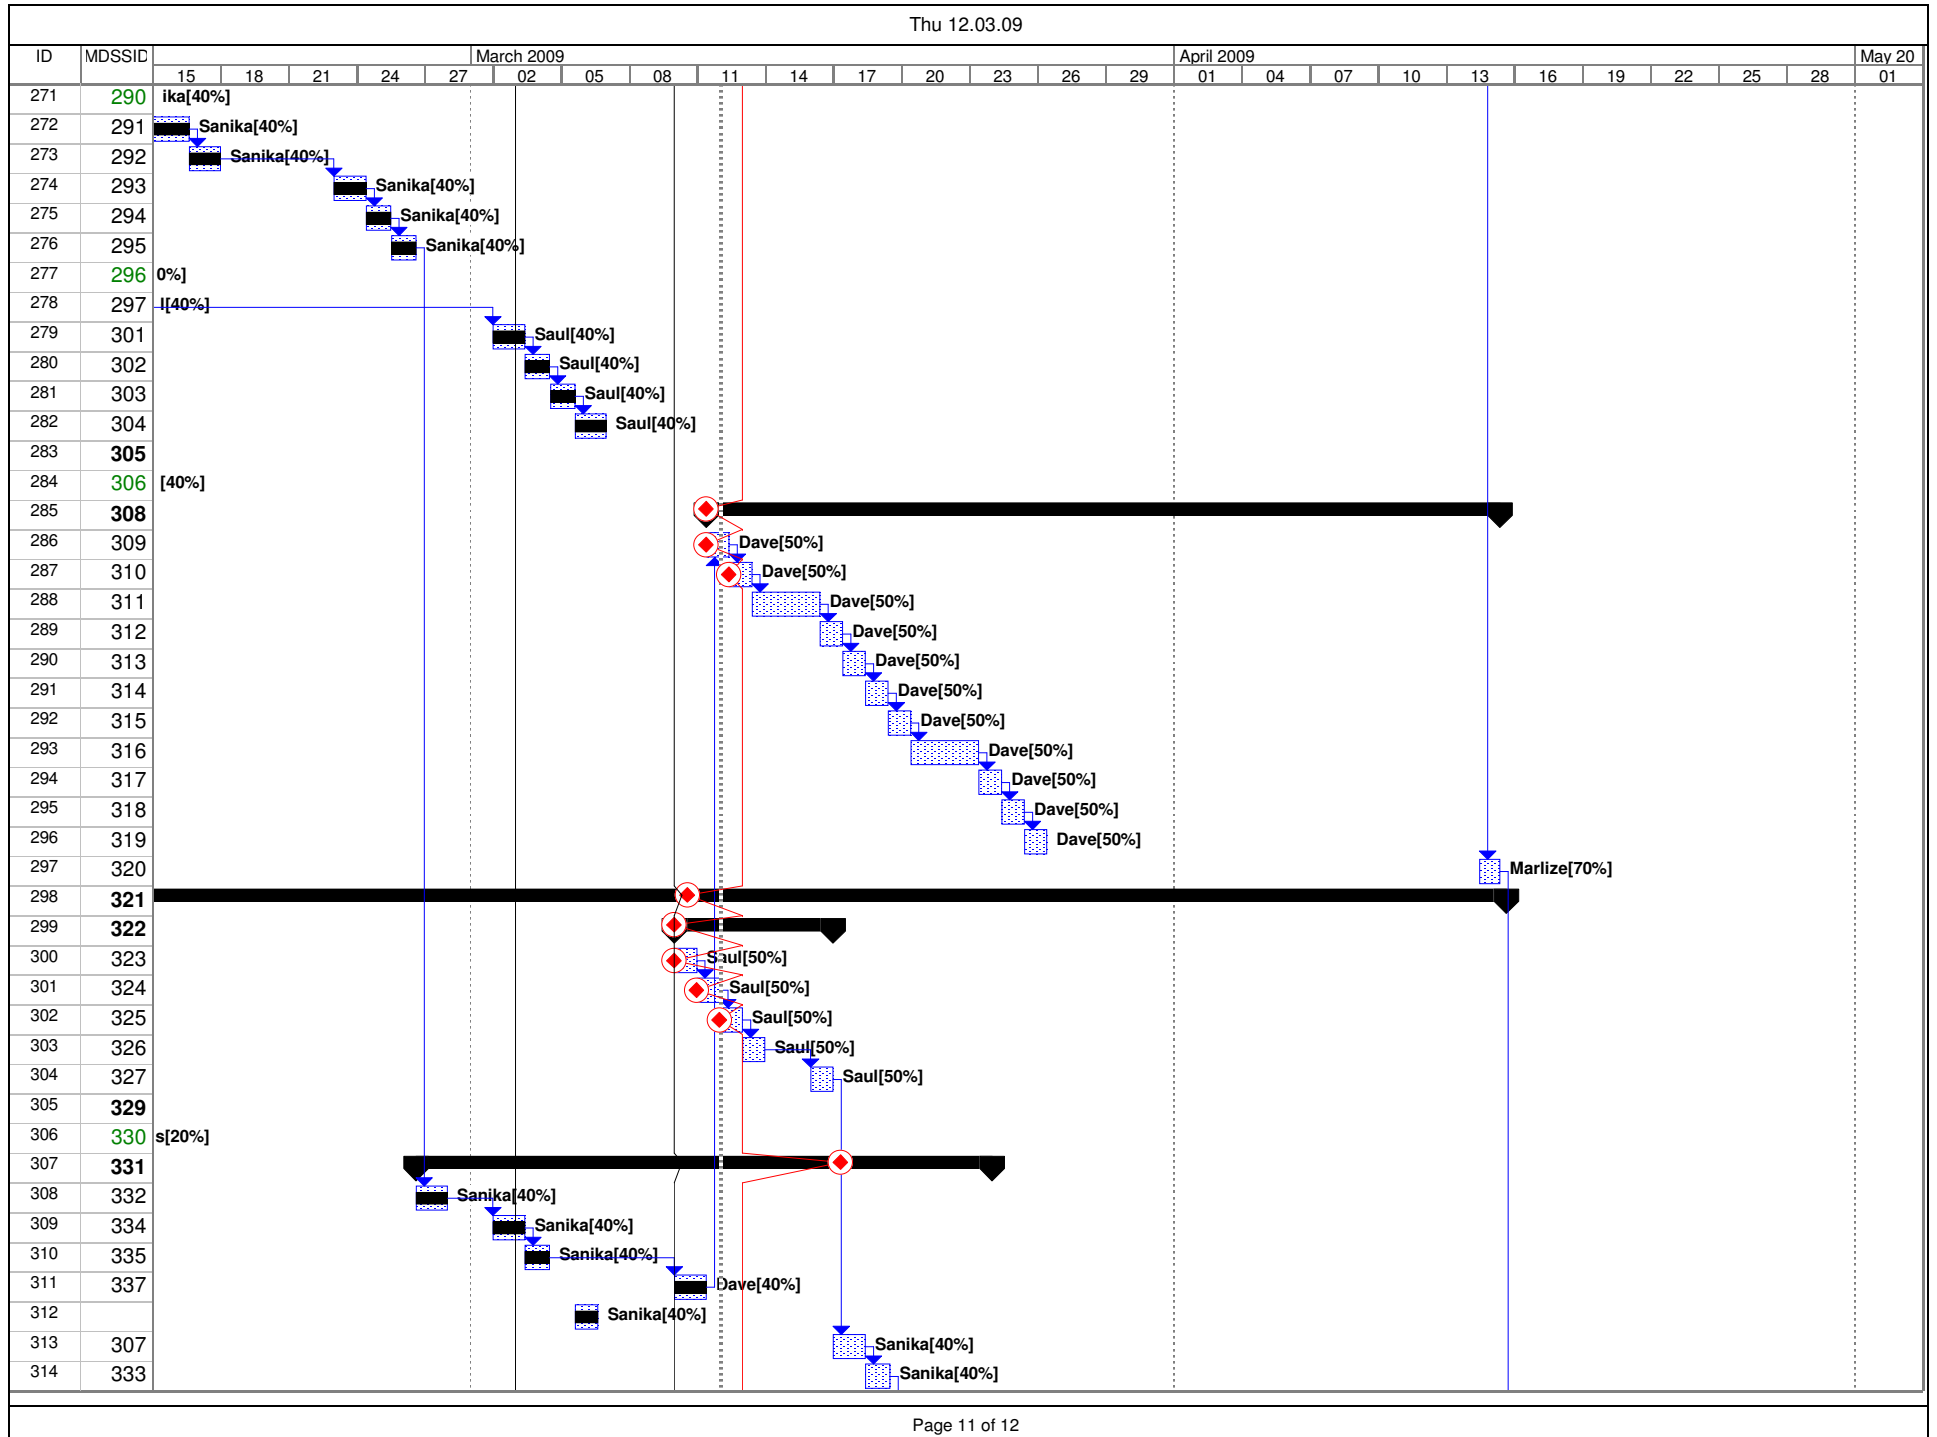 Thu 12.03.09
ID MDSSID March 2009 April 2009 May 20
15 18 21 24 27 02 05 08 11 14 17 20 23 26 29 01 04 07 10 13 16 19 22 25 28 01
271 290 ika[40%]
272 291 Sanika[40%]
273 292 Sanika[40%]
274 293 Sanika[40%]
275 294 Sanika[40%]
276 295 Sanika[40%]
277 296 0%]
278 297 l[40%]
279 301 Saul[40%]
280 302 Saul[40%]
281 303 Saul[40%]
282 304 Saul[40%]
283 305
284 306 [40%]
285 308
286 309 Dave[50%]
287 310 Dave[50%]
288 311 Dave[50%]
289 312 Dave[50%]
290 313 Dave[50%]
291 314 Dave[50%]
292 315 Dave[50%]
293 316 Dave[50%]
294 317 Dave[50%]
295 318 Dave[50%]
296 319 Dave[50%]
297 320 Marlize[70%]
298 321
299 322
300 323 Saul[50%]
301 324 Saul[50%]
302 325 Saul[50%]
303 326 Saul[50%]
304 327 Saul[50%]
305 329
306 330 s[20%]
307 331
308 332 Sanika[40%]
309 334 Sanika[40%]
310 335 Sanika[40%]
311 337 Dave[40%]
312 Sanika[40%]
313 307 Sanika[40%]
314 333 Sanika[40%]
Page 11 of 12